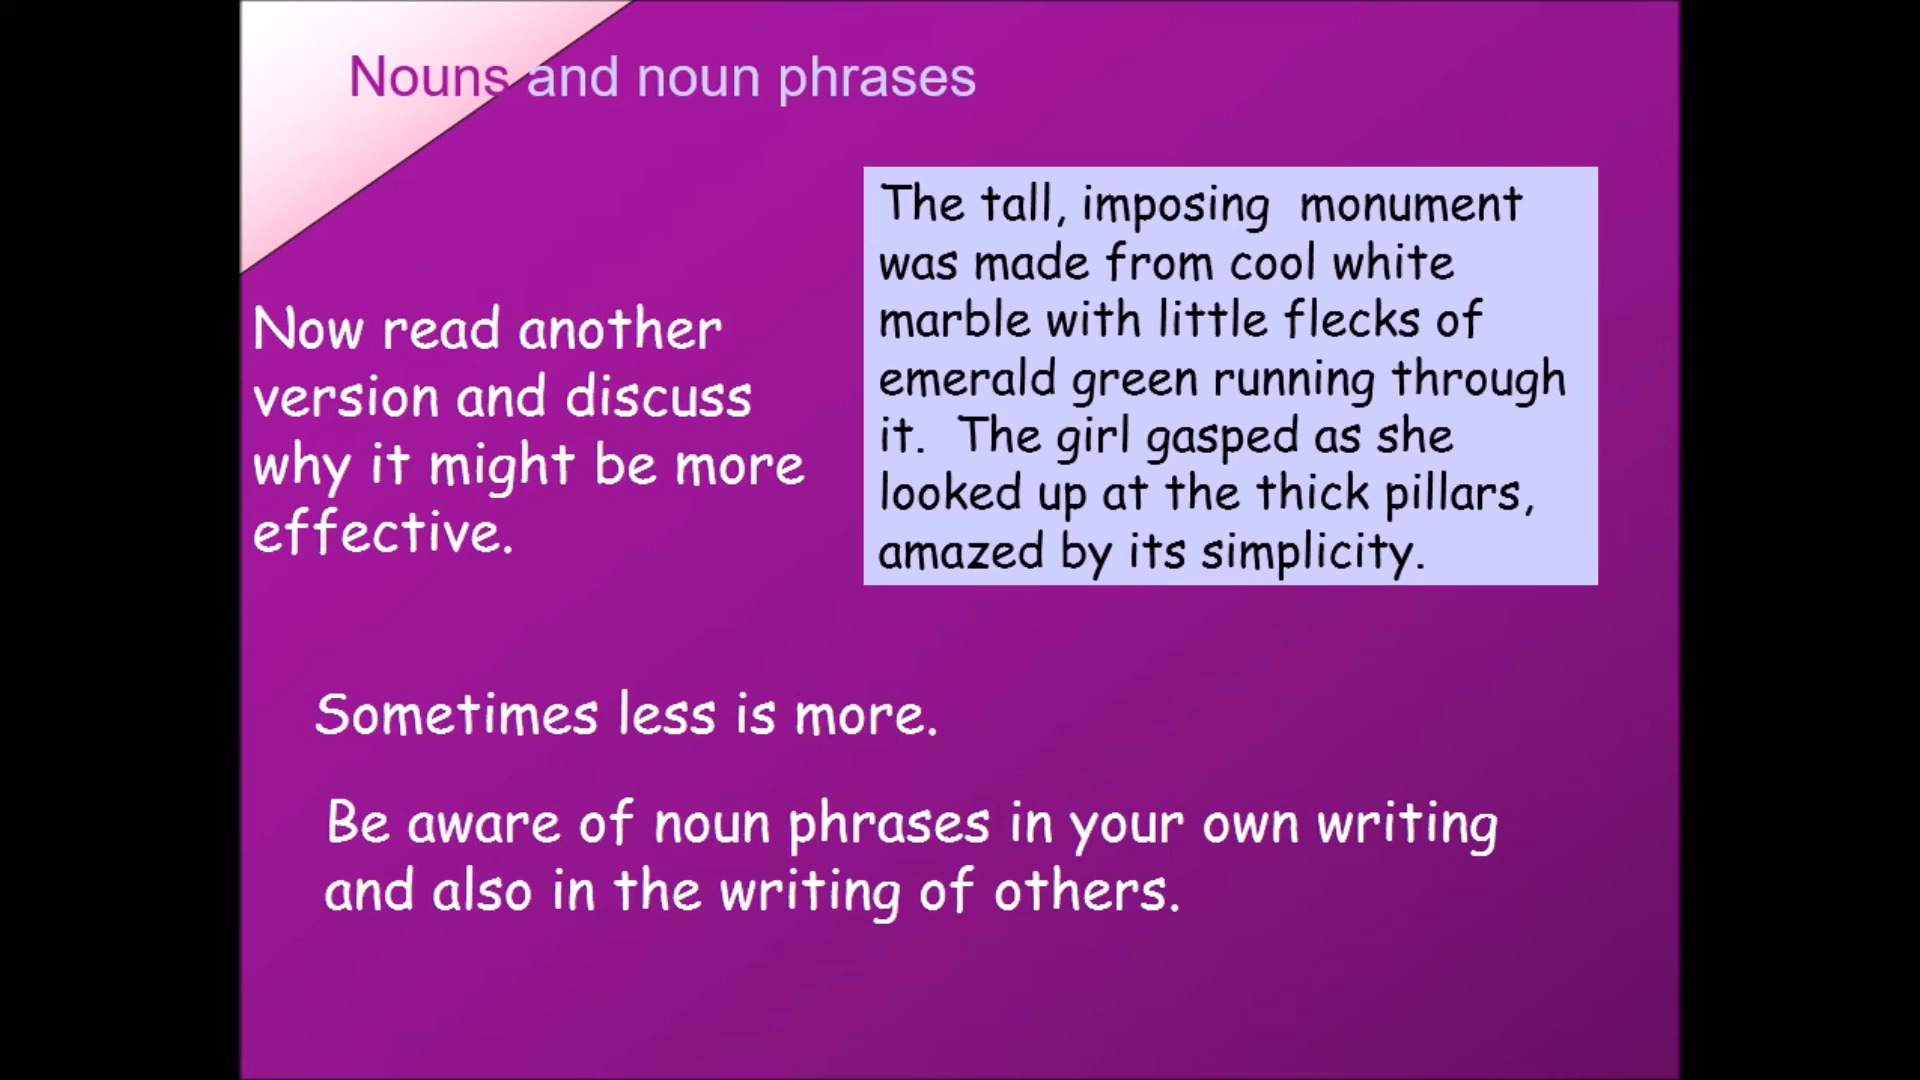 Nouns and noun phrases
Now read another
version and discuss
why it might be more
effective.
The tall, imposing  monument
was made from cool white
marble with little flecks of
emerald green running through
it.  The girl gasped as she
looked up at the thick pillars,
amazed by its simplicity.
Sometimes less is more.
Be aware of noun phrases in your own writing
and also in the writing of others.